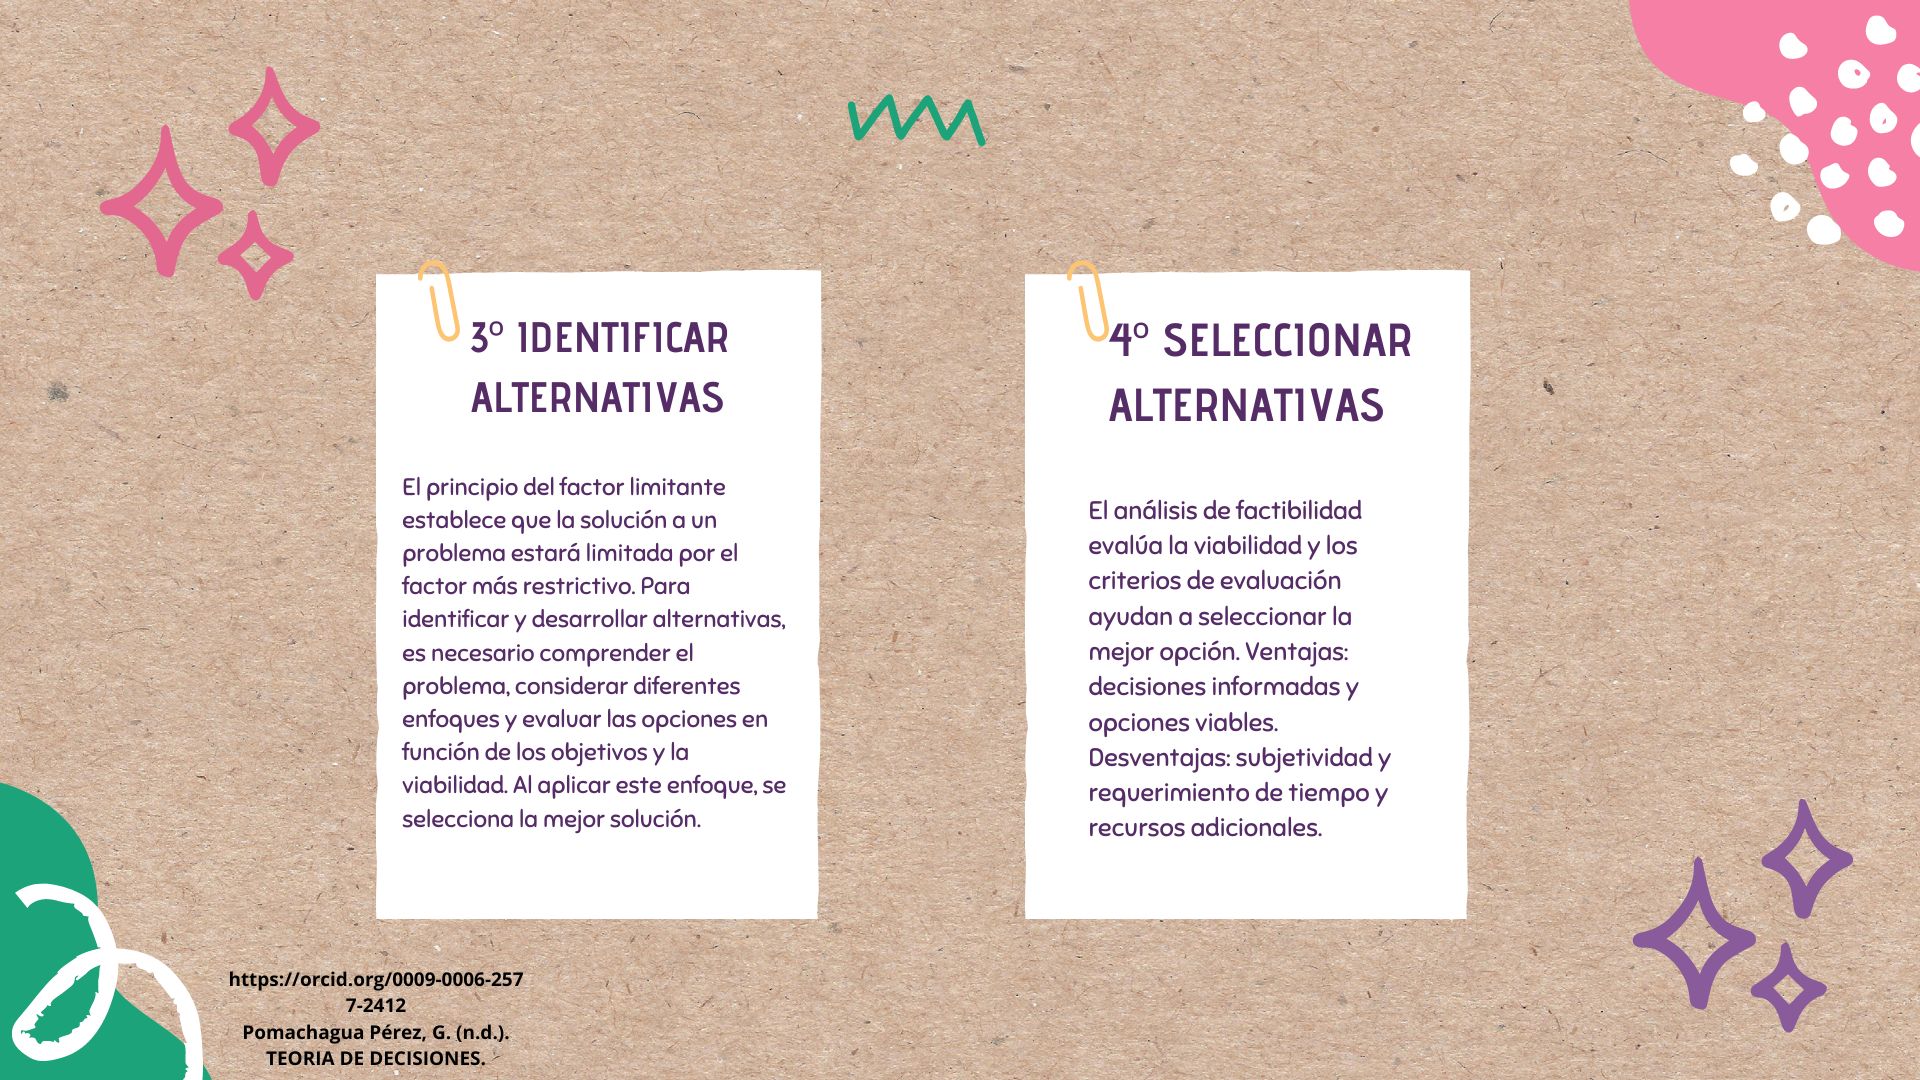 3° IDENTIFICAR
ALTERNATIVAS
El principio del factor limitante
establece que la solución a un
problema estará limitada por el
factor más restrictivo. Para
identificar y desarrollar alternativas,
es necesario comprender el
problema, considerar diferentes
enfoques y evaluar las opciones en
función de los objetivos y la
viabilidad. Al aplicar este enfoque, se
selecciona la mejor solución.
4° SELECCIONAR
ALTERNATIVAS
El análisis de factibilidad
evalúa la viabilidad y los
criterios de evaluación
ayudan a seleccionar la
mejor opción. Ventajas:
decisiones informadas y
opciones viables.
Desventajas: subjetividad y
requerimiento de tiempo y
recursos adicionales.
https://orcid.org/0009-0006-257
7-2412
Pomachagua Pérez, G. (n.d.).
TEORIA DE DECISIONES.